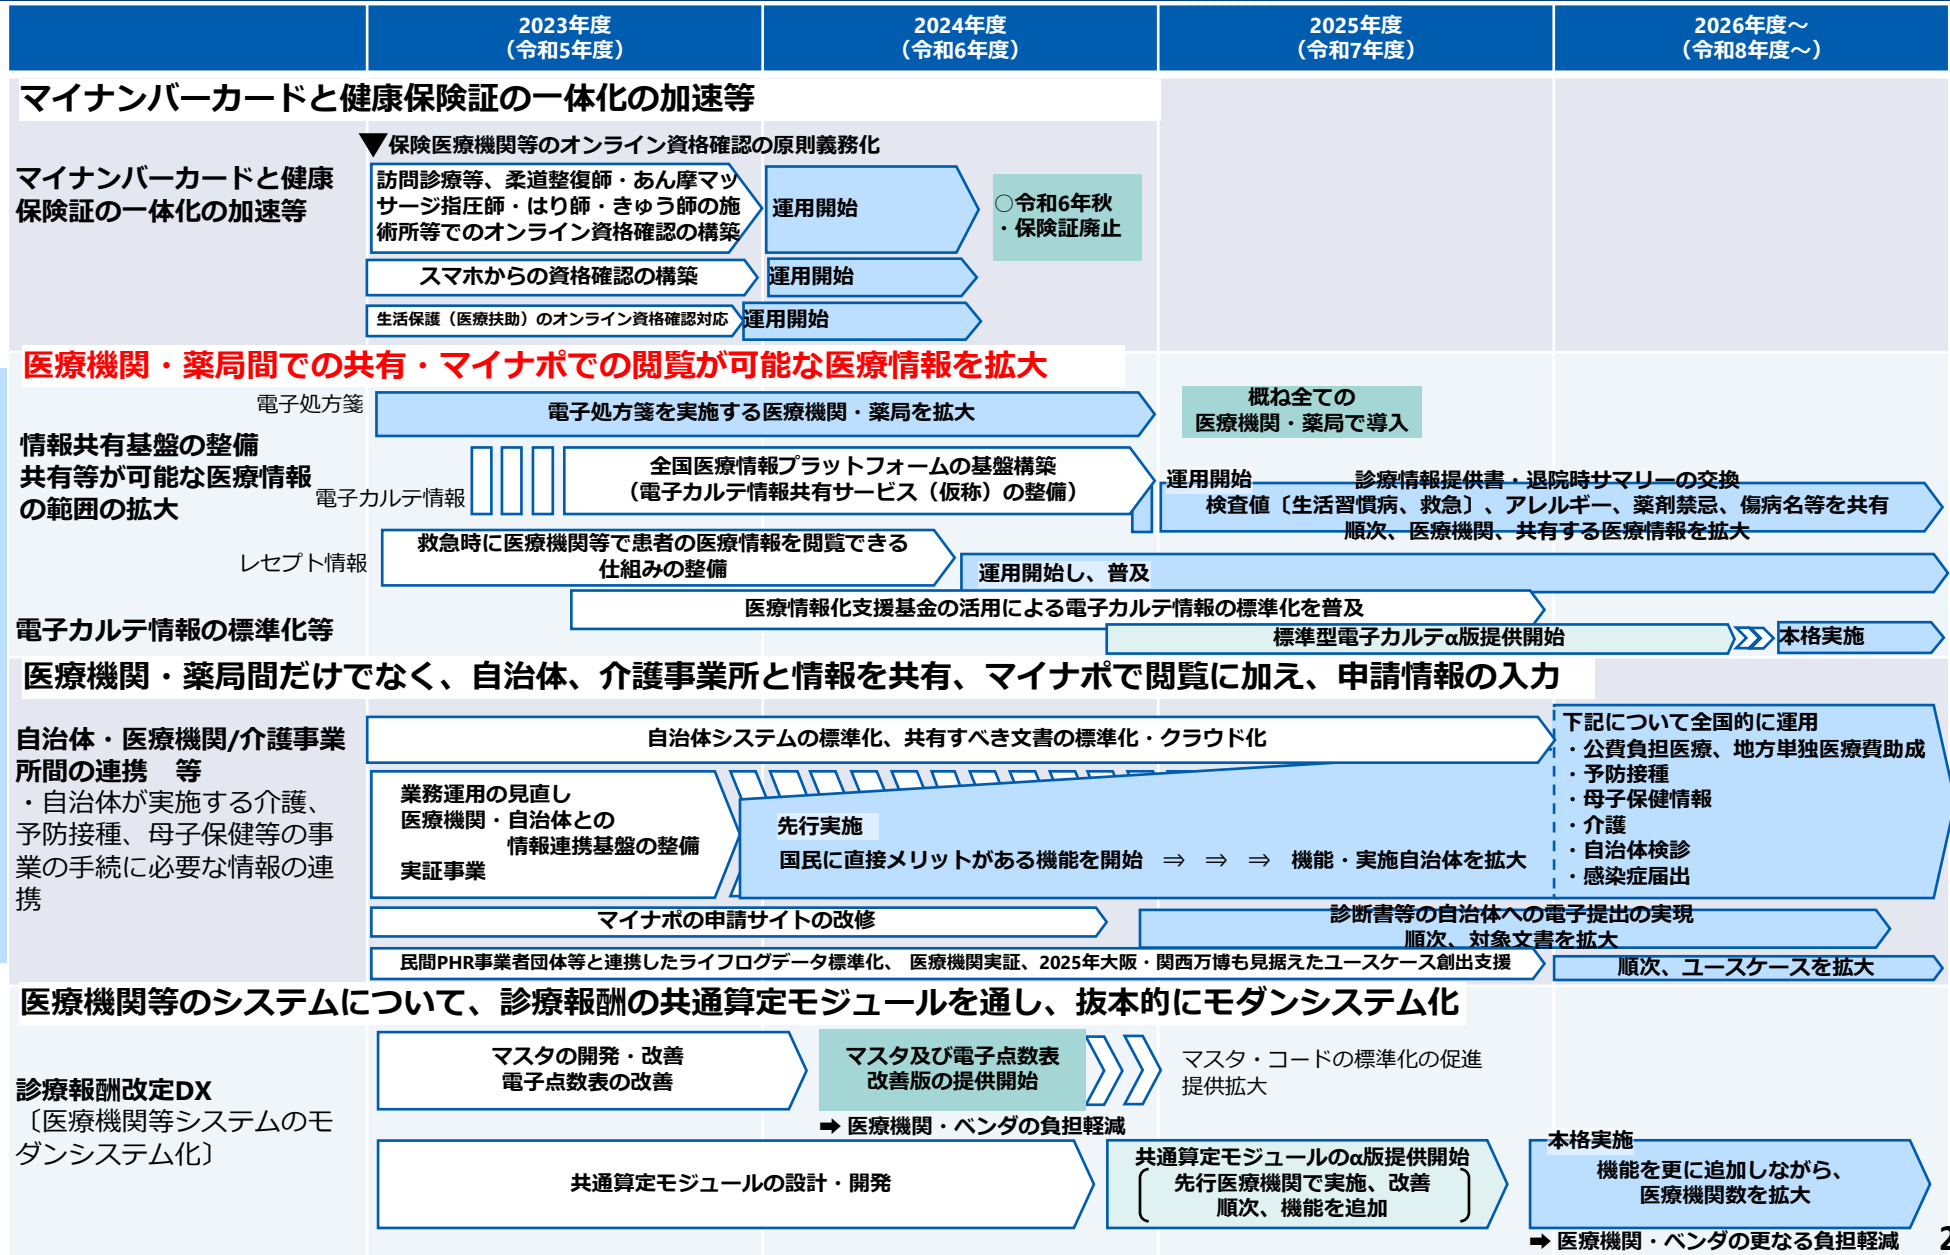 2023年度
（令和5年度）
2024年度
（令和6年度）
2025年度
（令和7年度）
2026年度～
（令和8年度～）
マイナンバーカードと健康保険証の一体化の加速等
マイナンバーカードと健康
保険証の一体化の加速等
▼保険医療機関等のオンライン資格確認の原則義務化
訪問診療等、柔道整復師・あん摩マッ
サージ指圧師・はり師・きゅう師の施
術所等でのオンライン資格確認の構築
運用開始
○令和6年秋
・保険証廃止
スマホからの資格確認の構築
運用開始
生活保護（医療扶助）のオンライン資格確認対応
運用開始
医療機関・薬局間での共有・マイナポでの閲覧が可能な医療情報を拡大
情報共有基盤の整備
共有等が可能な医療情報
の範囲の拡大
電子処方箋
電子処方箋を実施する医療機関・薬局を拡大
概ね全ての
医療機関・薬局で導入
電子カルテ情報
全国医療情報プラットフォームの基盤構築
（電子カルテ情報共有サービス（仮称）の整備）
運用開始
診療情報提供書・退院時サマリーの交換
検査値〔生活習慣病、救急〕、アレルギー、薬剤禁忌、傷病名等を共有
順次、医療機関、共有する医療情報を拡大
レセプト情報
救急時に医療機関等で患者の医療情報を閲覧できる
仕組みの整備
運用開始し、普及
電子カルテ情報の標準化等
医療情報化支援基金の活用による電子カルテ情報の標準化を普及
標準型電子カルテα版提供開始
本格実施
医療機関・薬局間だけでなく、自治体、介護事業所と情報を共有、マイナポで閲覧に加え、申請情報の入力
自治体・医療機関/介護事業
所間の連携　等
・自治体が実施する介護、
予防接種、母子保健等の事
業の手続に必要な情報の連
携
自治体システムの標準化、共有すべき文書の標準化・クラウド化
業務運用の見直し
医療機関・自治体との
情報連携基盤の整備
実証事業
先行実施
国民に直接メリットがある機能を開始　⇒　⇒　⇒　機能・実施自治体を拡大
下記について全国的に運用
・公費負担医療、地方単独医療費助成
・予防接種
・母子保健情報
・介護
・自治体検診
・感染症届出
マイナポの申請サイトの改修
診断書等の自治体への電子提出の実現
順次、対象文書を拡大
民間PHR事業者団体等と連携したライフログデータ標準化、 医療機関実証、2025年大阪・関西万博も見据えたユースケース創出支援
順次、ユースケースを拡大
医療機関等のシステムについて、診療報酬の共通算定モジュールを通し、抜本的にモダンシステム化
診療報酬改定DX
〔医療機関等システムのモ
ダンシステム化〕
マスタの開発・改善
電子点数表の改善
マスタ及び電子点数表
改善版の提供開始
マスタ・コードの標準化の促進
提供拡大
➡ 医療機関・ベンダの負担軽減
共通算定モジュールの設計・開発
共通算定モジュールのα版提供開始
先行医療機関で実施、改善
順次、機能を追加
本格実施
機能を更に追加しながら、
医療機関数を拡大
➡ 医療機関・ベンダの更なる負担軽減
2